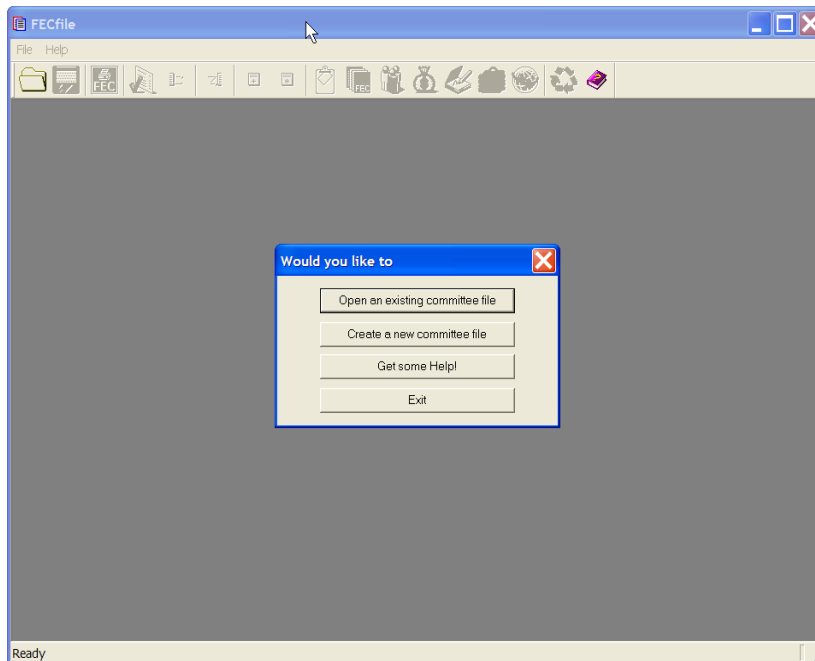 FECfile
File Help
FEC FEC
Would you like to
Open an existing committee file
Create a new committee file
Get some Help!
Exit
Ready